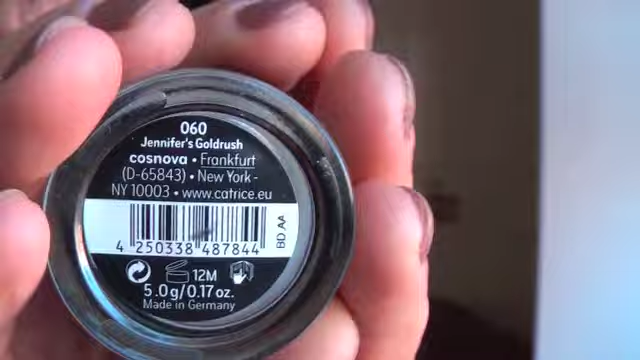 060
Jennifer's Goldrush
cosnova • Frankfurt
(D-65843) • New York -
NY 10003 • www.catrice.eu
4 250338 487844
BD AA
12M
5.0g/0.17 oz.
Made in Germany